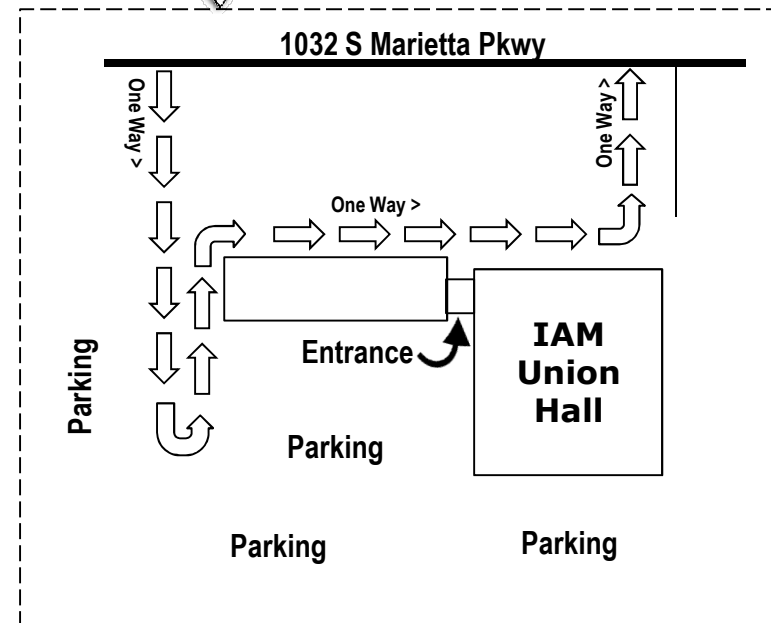 1032 S Marietta Pkwy
One Way >
One Way >
One Way >
Entrance
IAM
Union
Hall
Parking
Parking
Parking
Parking